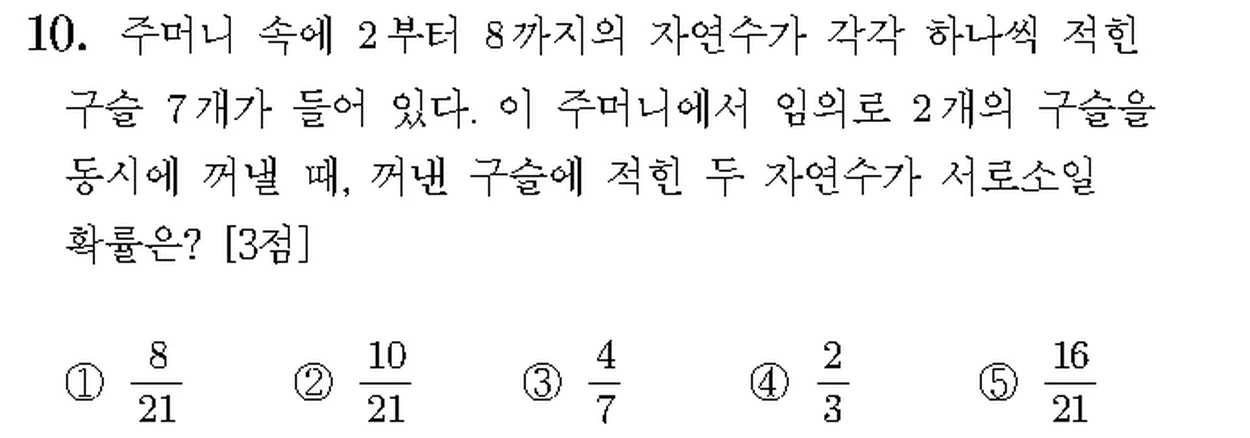 10. 주머니 속에 2부터 8까지의 자연수가 각각 하나씩 적힌
구슬 7개가 들어 있다. 이 주머니에서 임의로 2개의 구슬을
동시에 꺼낼 때, 꺼낸 구슬에 적힌 두 자연수가 서로소일
확률은? [3점]
① 8/21 ② 10/21 ③ 4/7 ④ 2/3 ⑤ 16/21